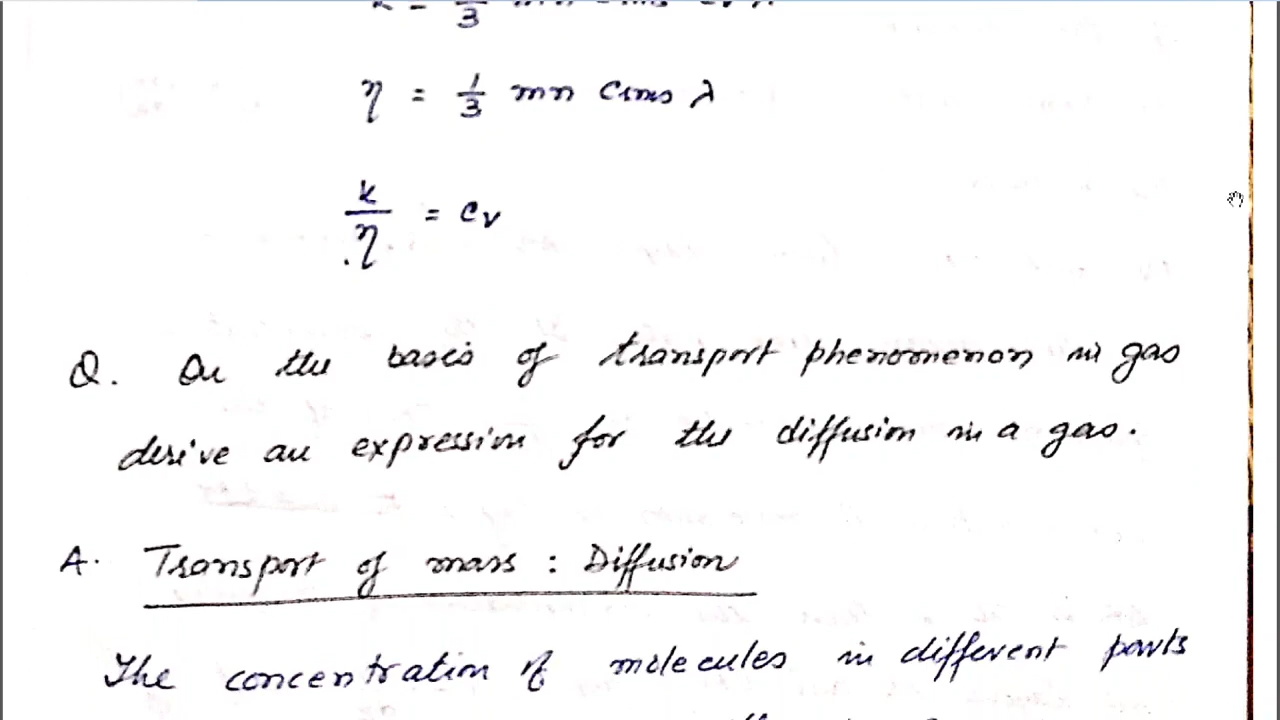 η = 1/3 mn Crms λ
k/η = Cv
Q. On the basis of transport phenomenon in gas
derive an expression for the diffusion in a gas.
A. Transport of mass : Diffusion
The concentration of molecules in different parts